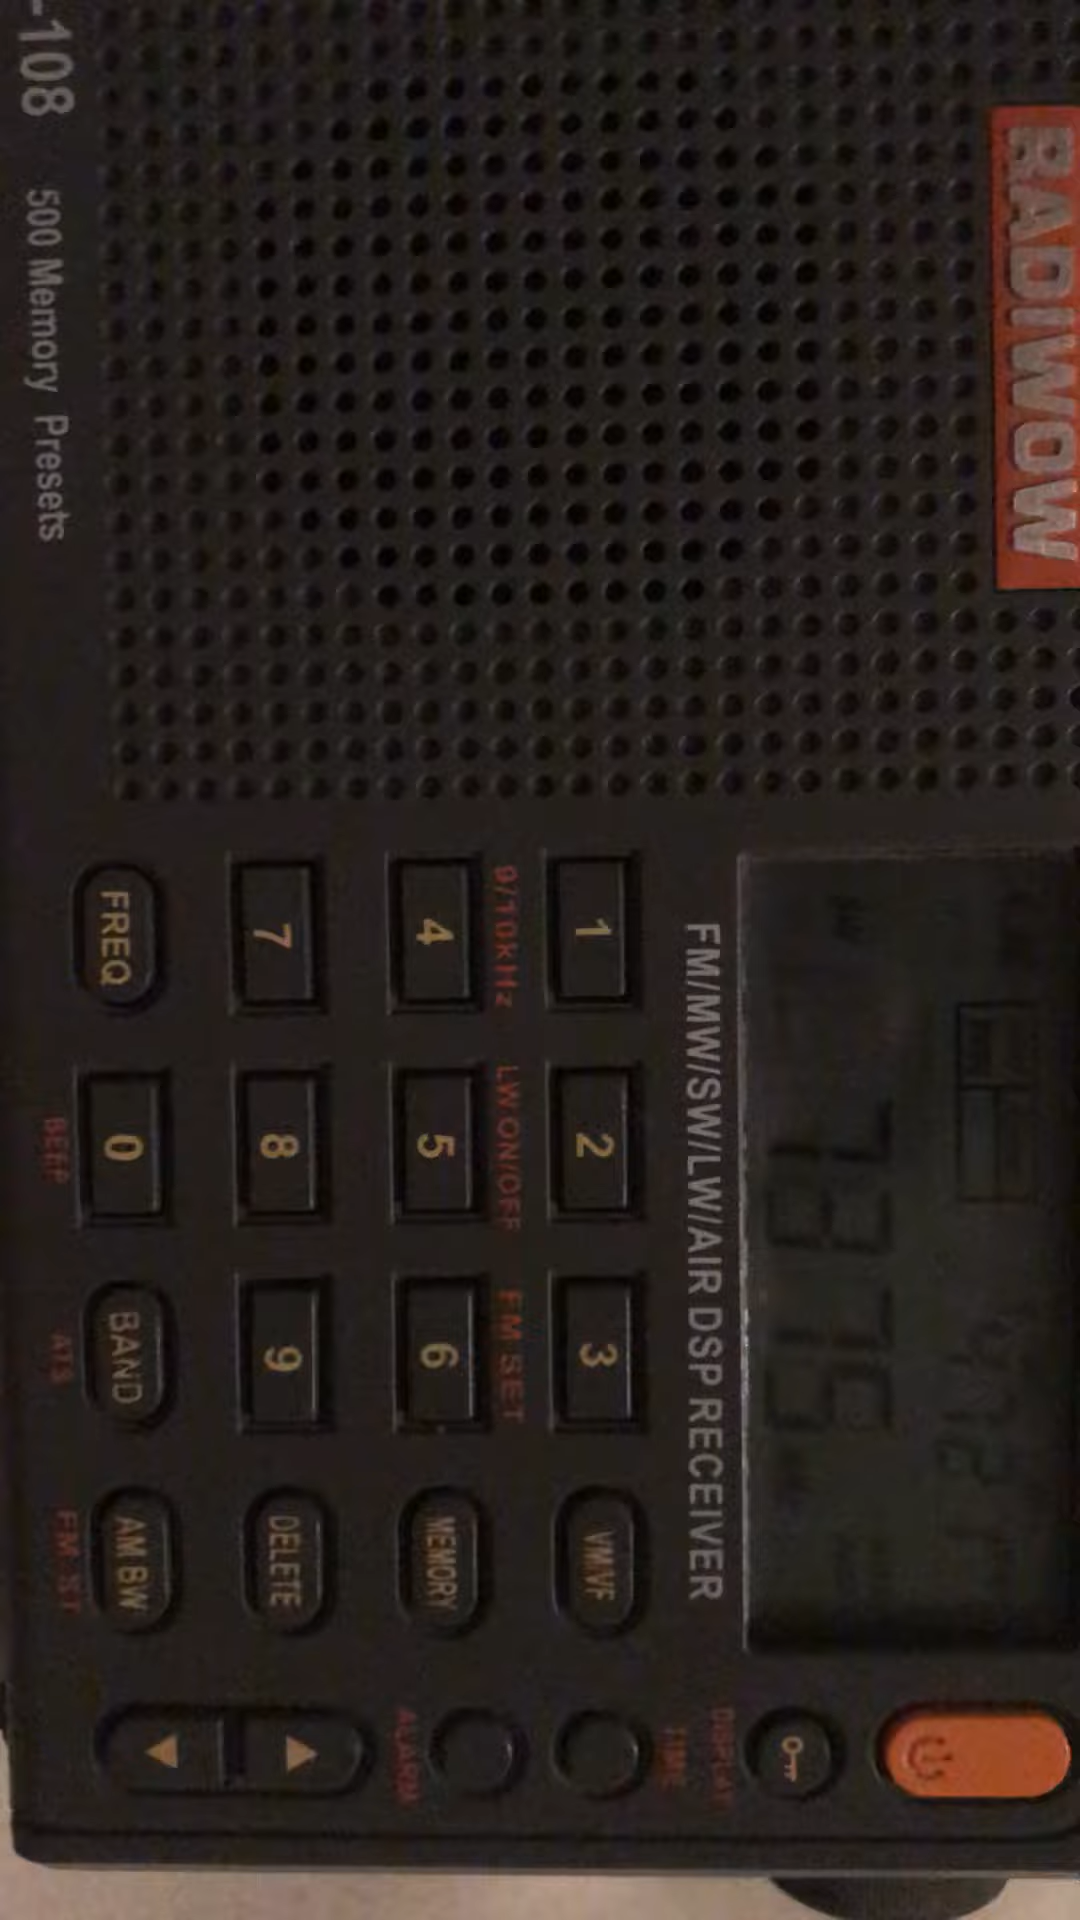 RADIWOW
7375
FM/MW/SW/LW/AIR DSP RECEIVER
DISPLAY
TIME
1 2 3 VM/VF
9/10kHz LW ON/OFF FM SET
4 5 6 MEMORY
ALARM
7 8 9 DELETE
FREQ 0 BAND AM BW
BEEP ATS FM ST
-108 500 Memory Presets